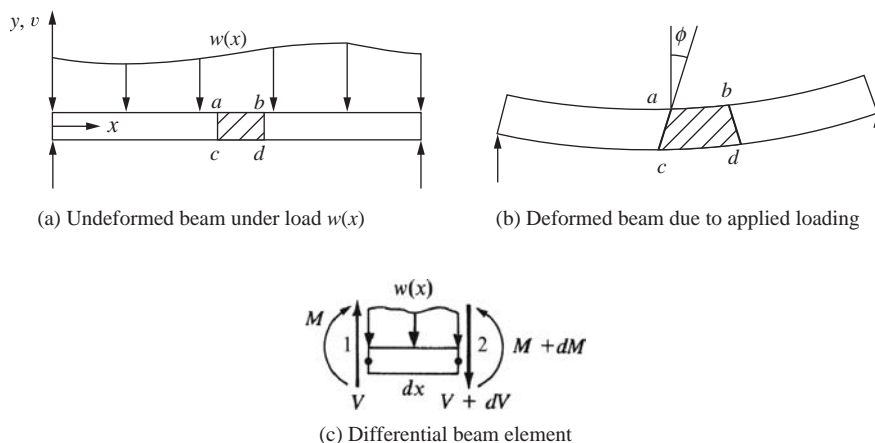 y, v
w(x)
a b
x
c d
(a) Undeformed beam under load w(x)
ϕ
a b
c d
(b) Deformed beam due to applied loading
w(x)
M 1 2 M + dM
dx
V V + dV
(c) Differential beam element